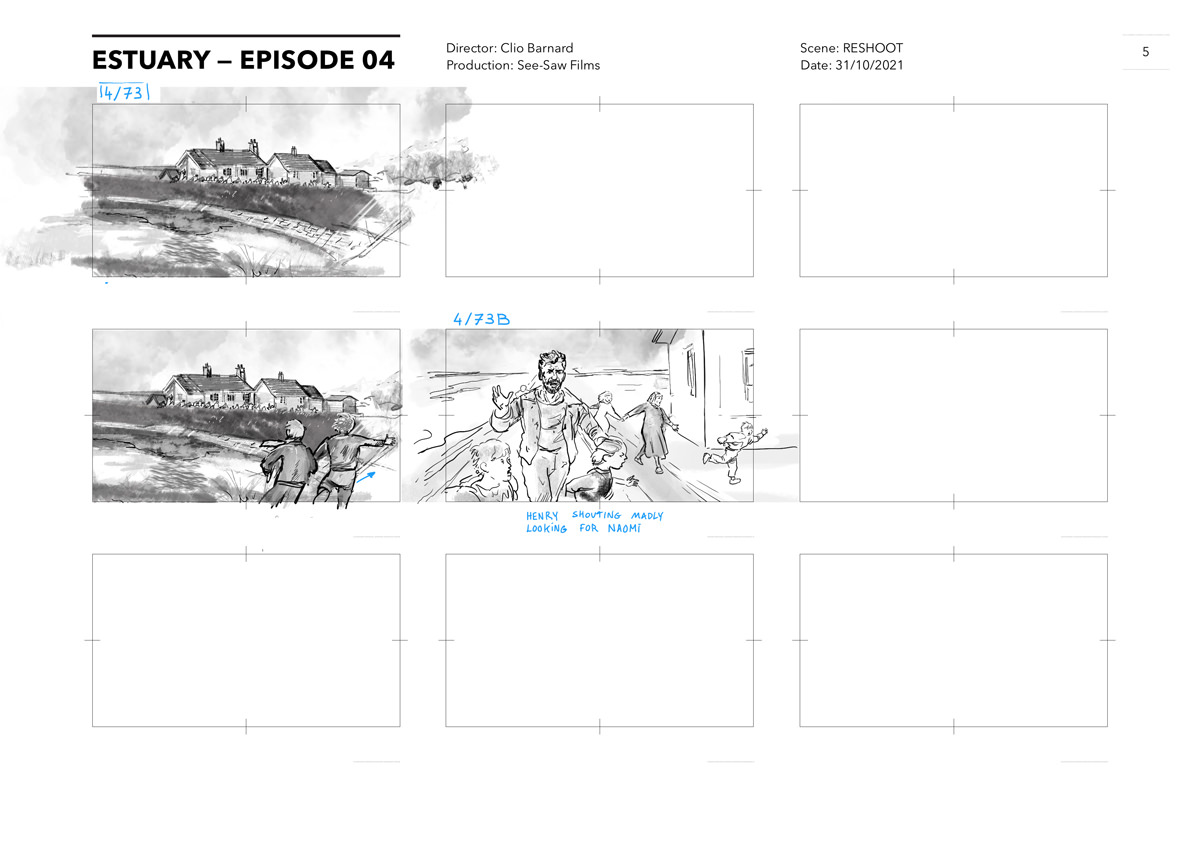 ESTUARY – EPISODE 04
Director: Clio Barnard
Production: See-Saw Films
Scene: RESHOOT
Date: 31/10/2021
5
4/73
4/73B
HENRY SHOUTING MADLY
LOOKING FOR NAOMi